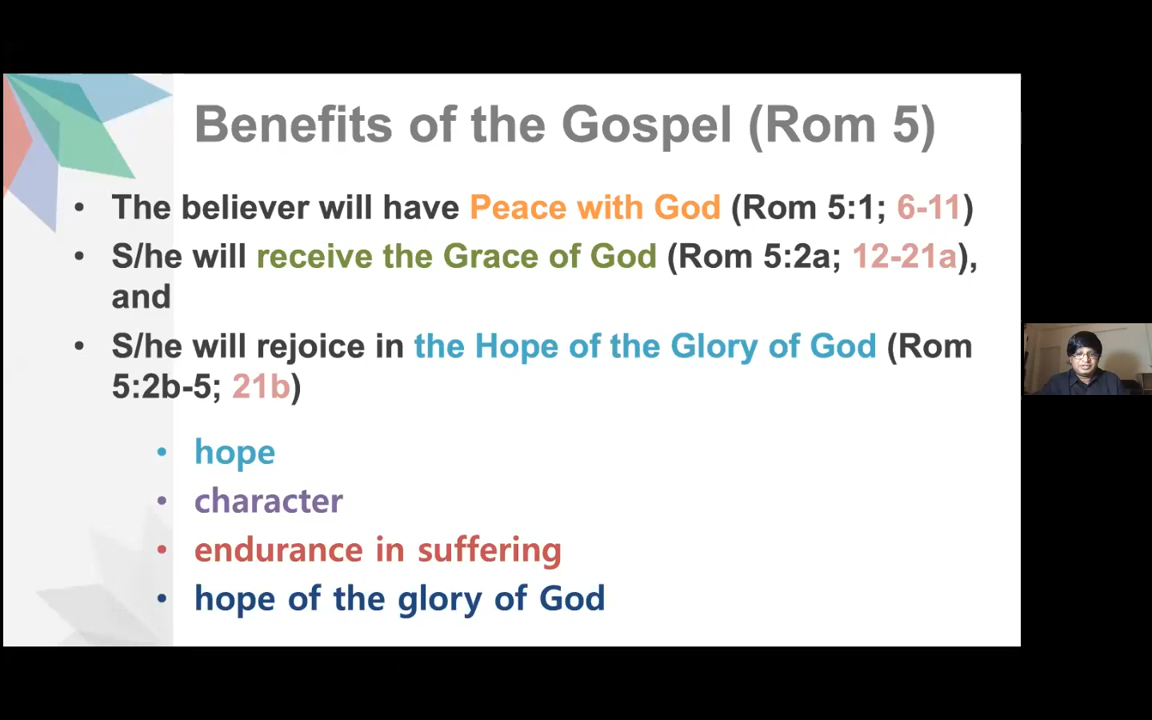 Benefits of the Gospel (Rom 5)
• The believer will have Peace with God (Rom 5:1; 6-11)
• S/he will receive the Grace of God (Rom 5:2a; 12-21a),
and
• S/he will rejoice in the Hope of the Glory of God (Rom
5:2b-5; 21b)
• hope
• character
• endurance in suffering
• hope of the glory of God